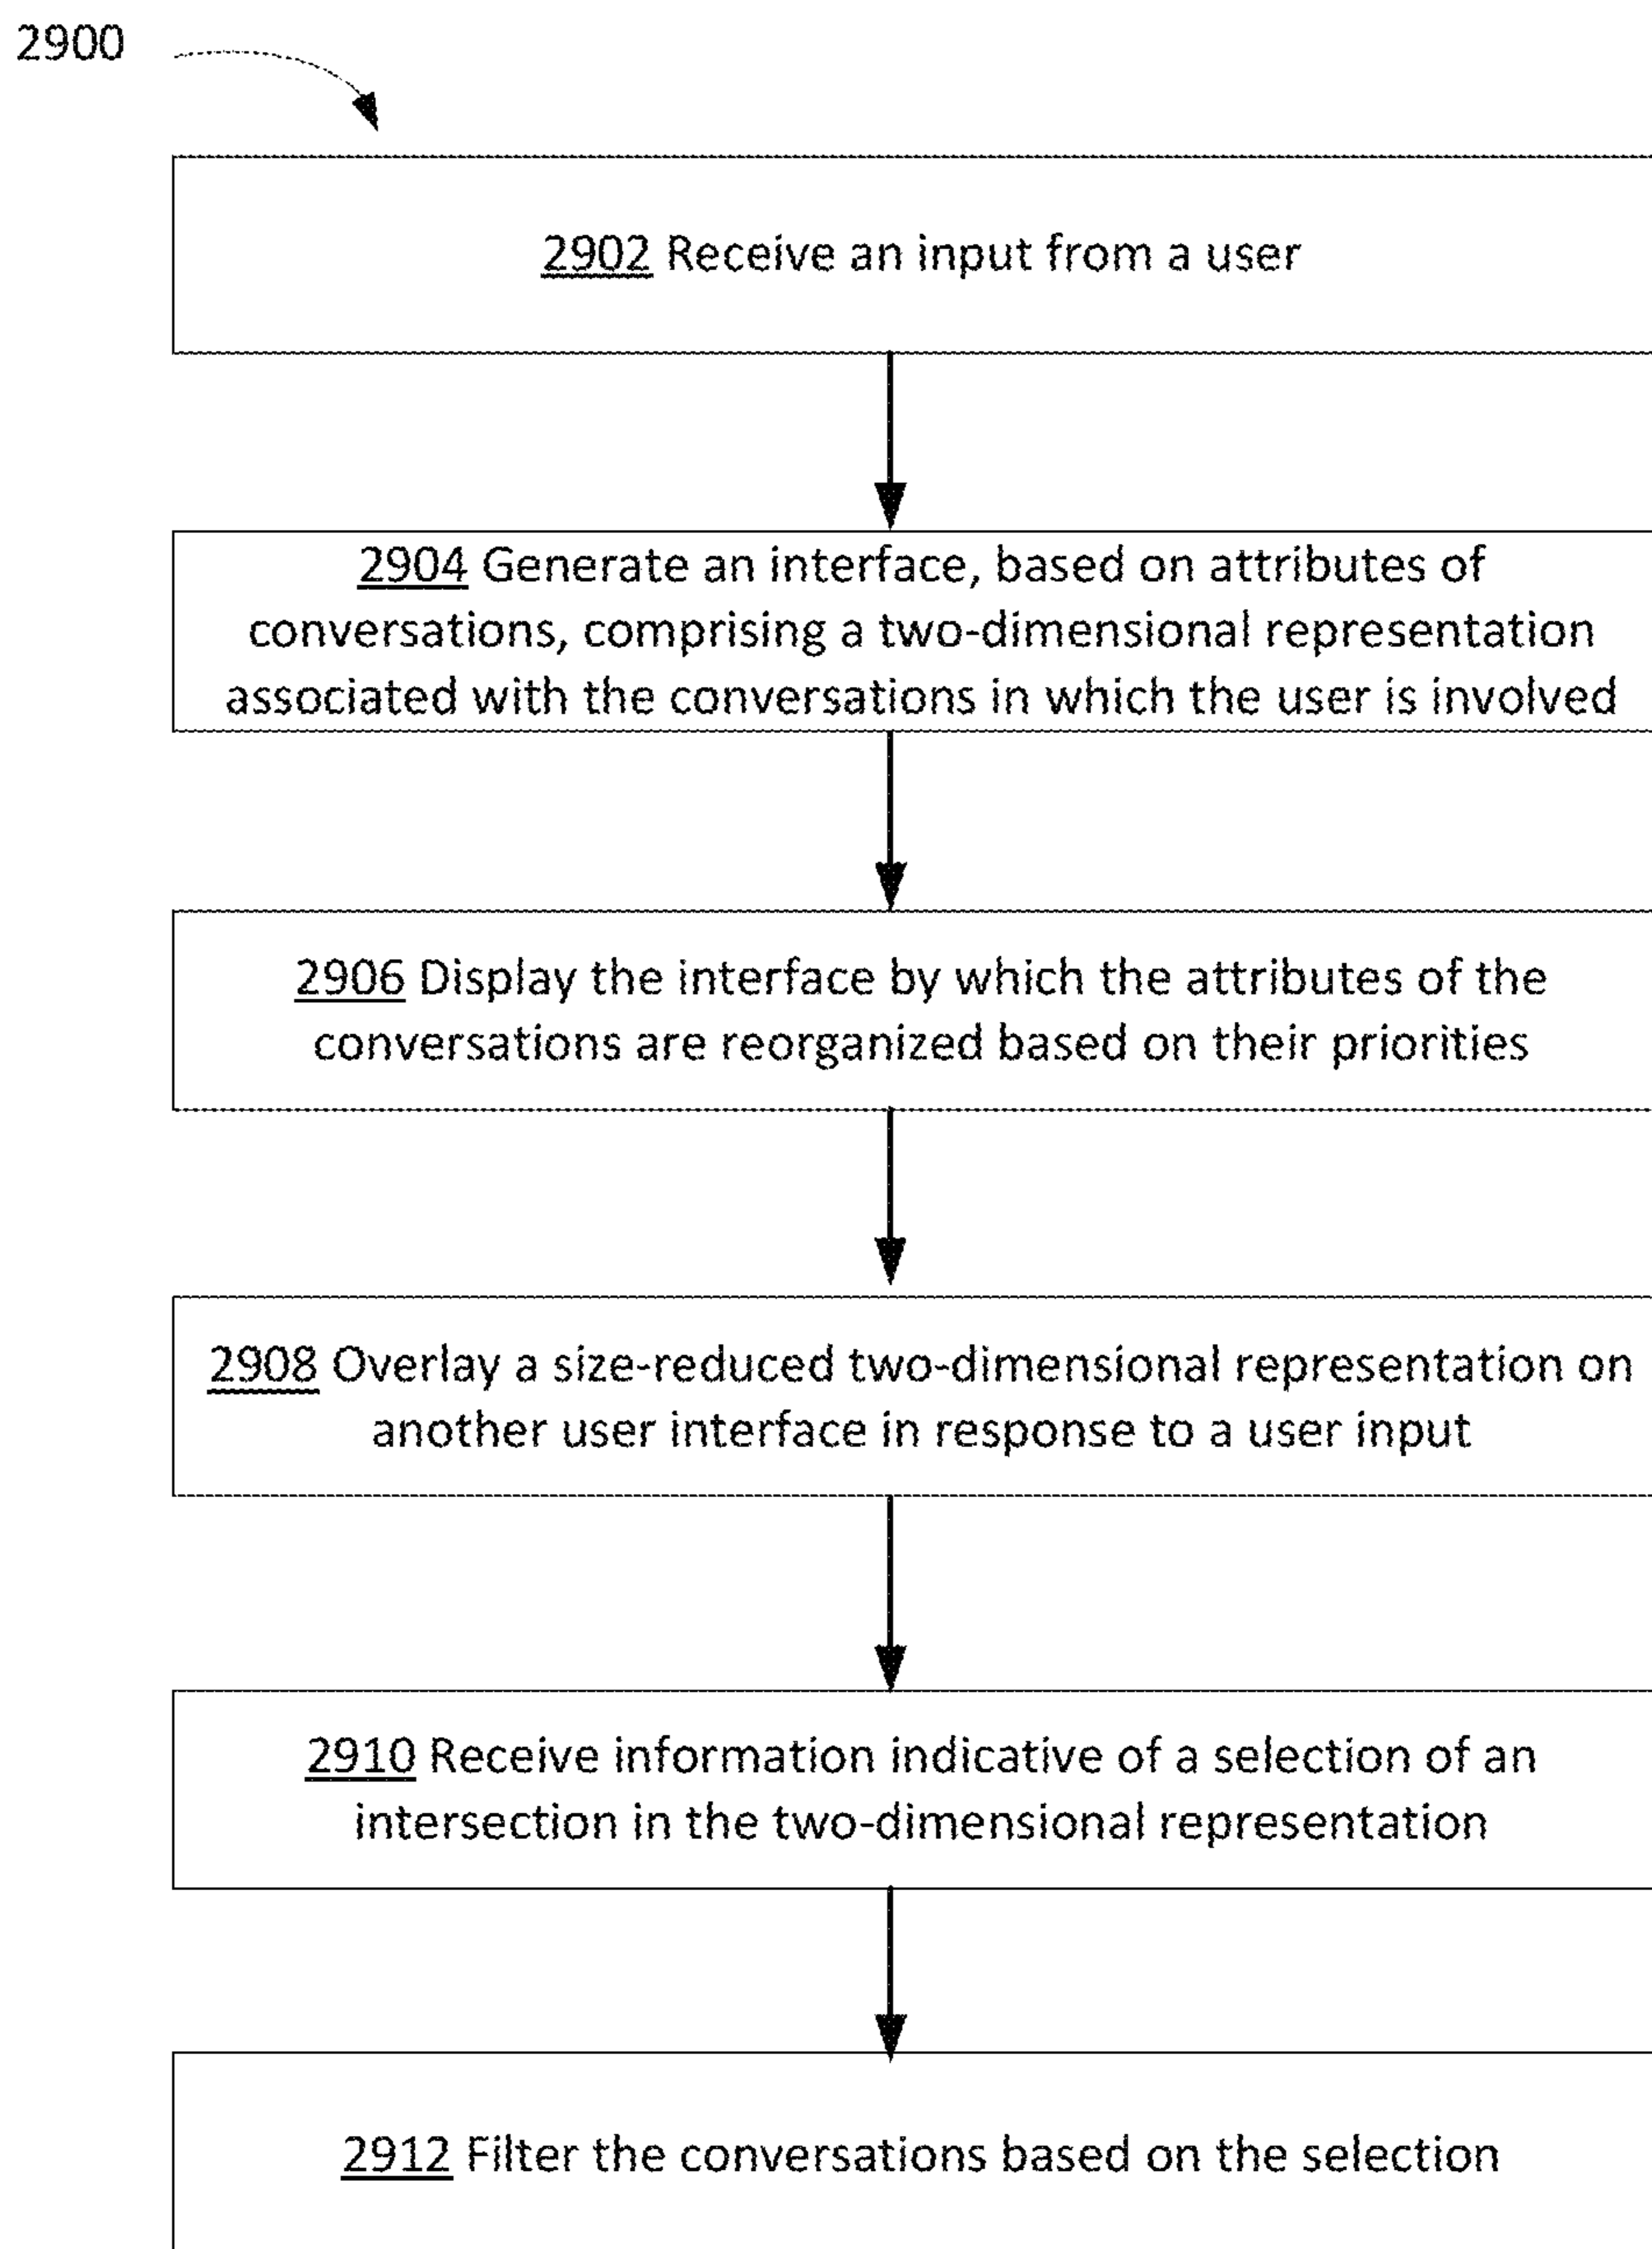 2900
2902 Receive an input from a user
2904 Generate an interface, based on attributes of
conversations, comprising a two-dimensional representation
associated with the conversations in which the user is involved
2906 Display the interface by which the attributes of the
conversations are reorganized based on their priorities
2908 Overlay a size-reduced two-dimensional representation on
another user interface in response to a user input
2910 Receive information indicative of a selection of an
intersection in the two-dimensional representation
2912 Filter the conversations based on the selection